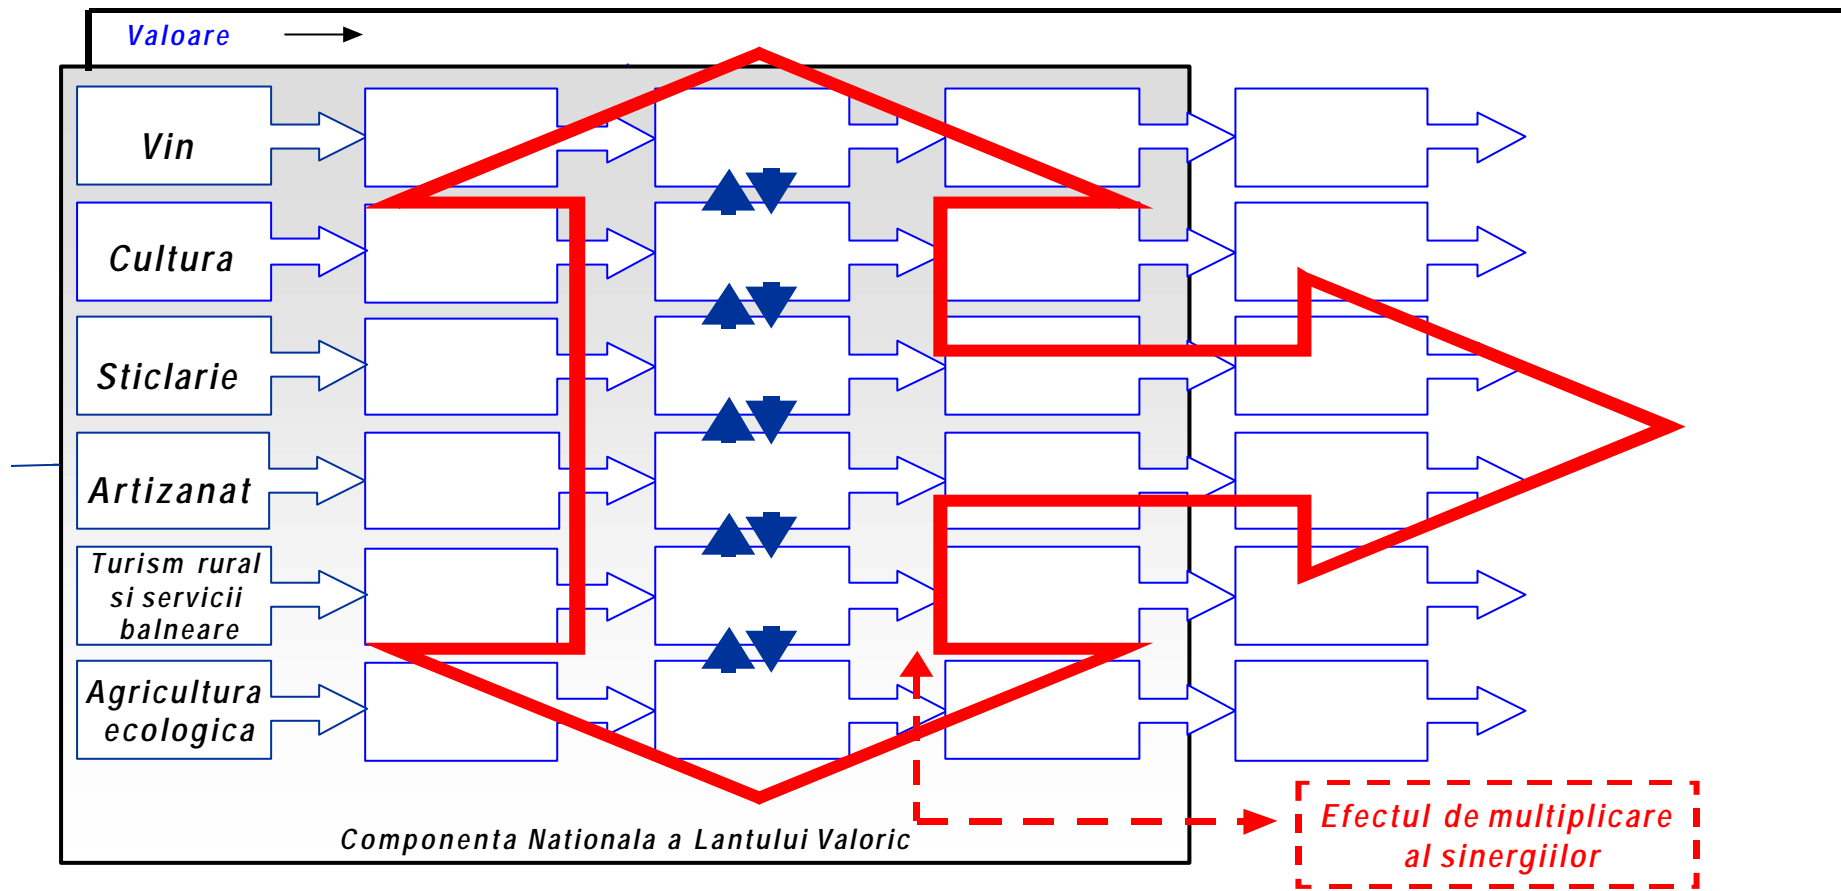 Valoare
Vin
Cultura
Sticlarie
Artizanat
Turism rural
si servicii
balneare
Agricultura
ecologica
Componenta Nationala a Lantului Valoric
Efectul de multiplicare
al sinergiilor